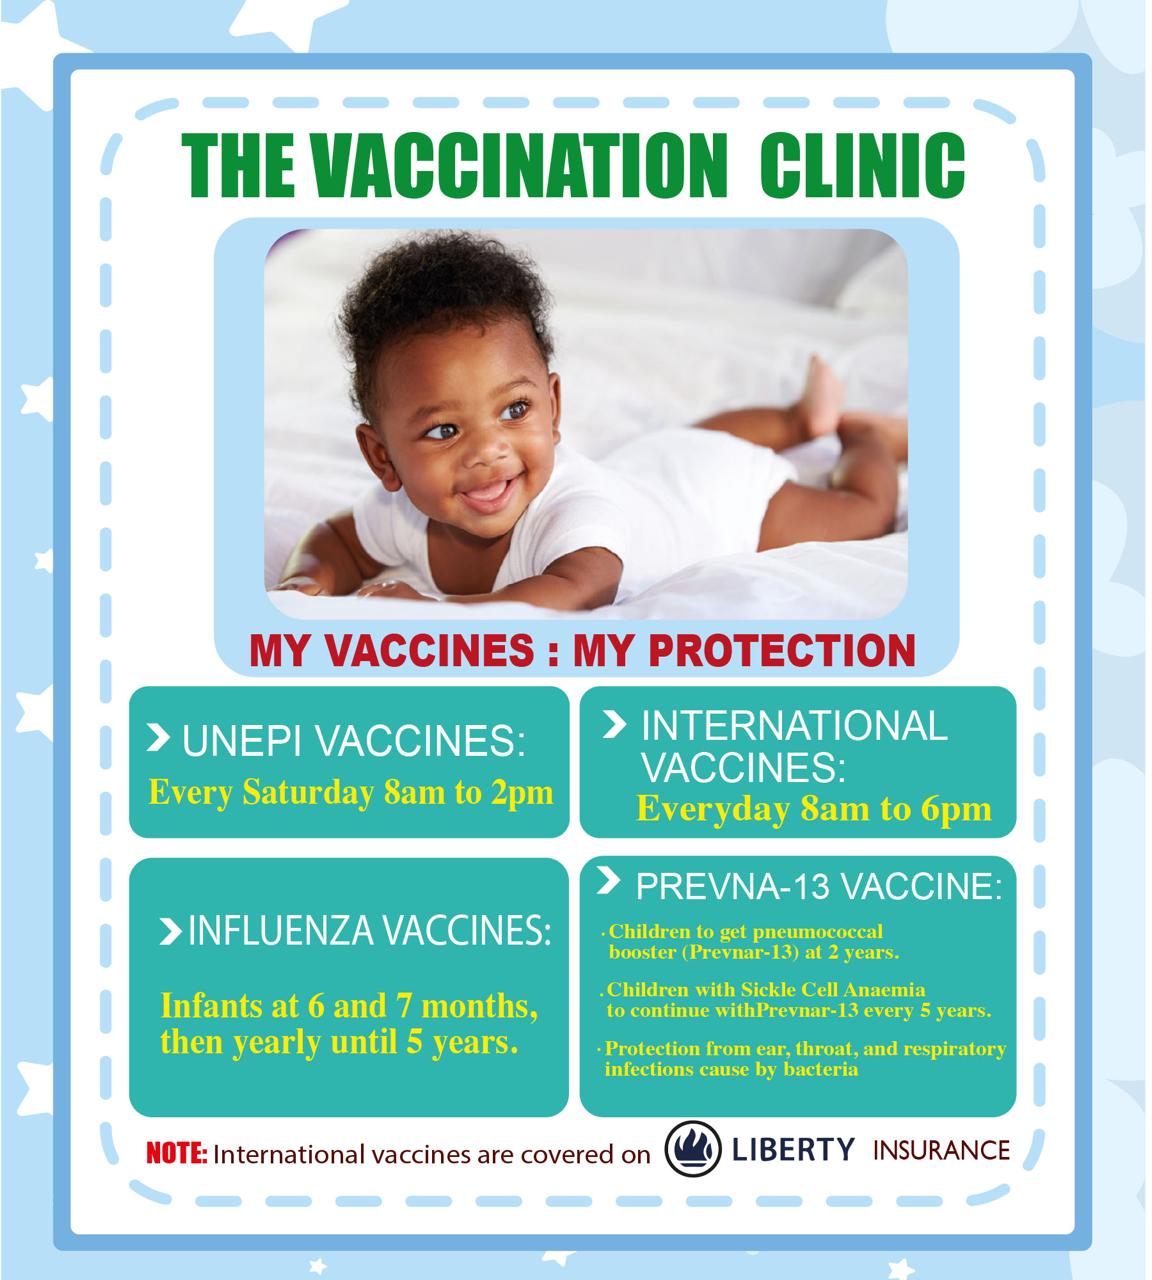 THE VACCINATION CLINIC
MY VACCINES : MY PROTECTION
UNEPI VACCINES:
Every Saturday 8am to 2pm
INTERNATIONAL
VACCINES:
Everyday 8am to 6pm
INFLUENZA VACCINES:
Infants at 6 and 7 months,
then yearly until 5 years.
PREVNA-13 VACCINE:
· Children to get pneumococcal
booster (Prevnar-13) at 2 years.
. Children with Sickle Cell Anaemia
to continue withPrevnar-13 every 5 years.
· Protection from ear, throat, and respiratory
infections cause by bacteria
NOTE: International vaccines are covered on LIBERTY INSURANCE